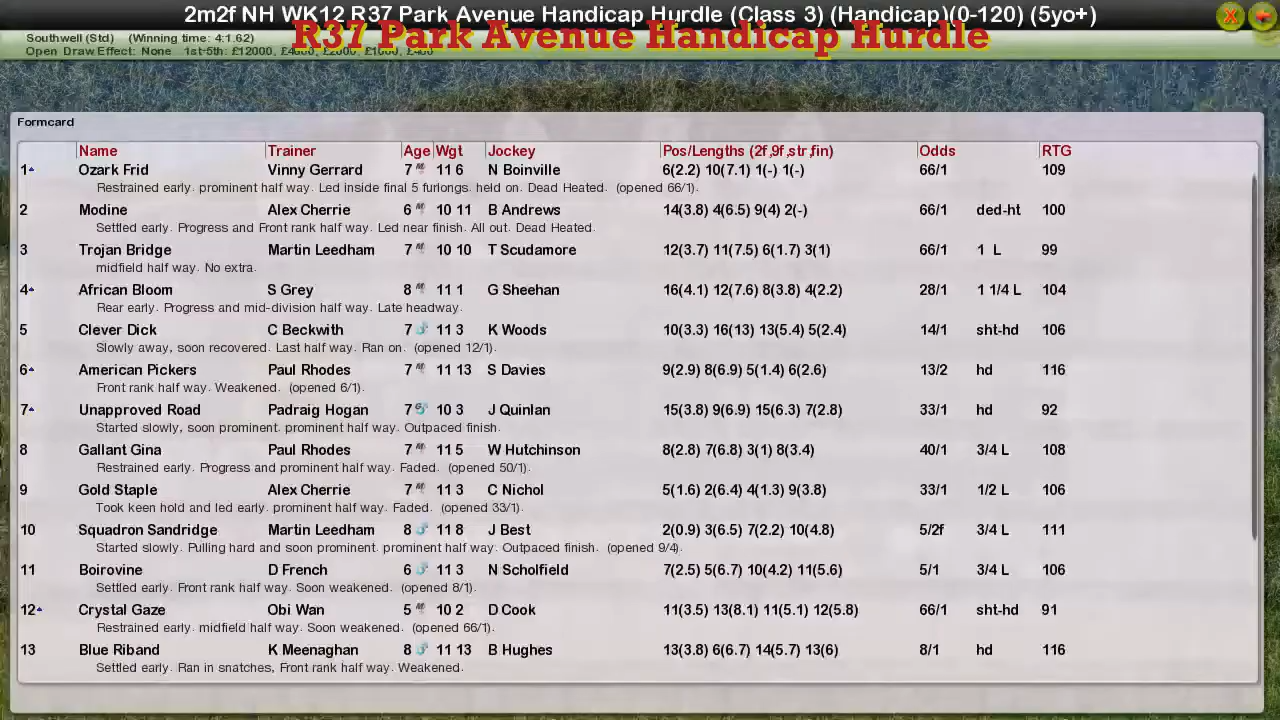 2m2f NH WK12 R37 Park Avenue Handicap Hurdle (Class 3) (Handicap)(0-120) (5yo+)
R37 Park Avenue Handicap Hurdle
Southwell (Std) (Winning time: 4:1.62)
Open Draw Effect: None 1st-5th: £12000, £4000, £2000, £1000, £400
Formcard
Name Trainer Age Wgt Jockey Pos/Lengths (2f,9f,str,fin) Odds RTG
1 Ozark Frid Vinny Gerrard 7 11 6 N Boinville 6(2.2) 10(7.1) 1(-) 1(-) 66/1 109
Restrained early. prominent half way. Led inside final 5 furlongs. held on. Dead Heated. (opened 66/1).
2 Modine Alex Cherrie 6 10 11 B Andrews 14(3.8) 4(6.5) 9(4) 2(-) 66/1 ded-ht 100
Settled early. Progress and Front rank half way. Led near finish. All out. Dead Heated.
3 Trojan Bridge Martin Leedham 7 10 10 T Scudamore 12(3.7) 11(7.5) 6(1.7) 3(1) 66/1 1 L 99
midfield half way. No extra.
4 African Bloom S Grey 8 11 1 G Sheehan 16(4.1) 12(7.6) 8(3.8) 4(2.2) 28/1 1 1/4 L 104
Rear early. Progress and mid-division half way. Late headway.
5 Clever Dick C Beckwith 7 11 3 K Woods 10(3.3) 16(13) 13(5.4) 5(2.4) 14/1 sht-hd 106
Slowly away, soon recovered. Last half way. Ran on. (opened 12/1).
6 American Pickers Paul Rhodes 7 11 13 S Davies 9(2.9) 8(6.9) 5(1.4) 6(2.6) 13/2 hd 116
Front rank half way. Weakened. (opened 6/1).
7 Unapproved Road Padraig Hogan 7 10 3 J Quinlan 15(3.8) 9(6.9) 15(6.3) 7(2.8) 33/1 hd 92
Started slowly, soon prominent. prominent half way. Outpaced finish.
8 Gallant Gina Paul Rhodes 7 11 5 W Hutchinson 8(2.8) 7(6.8) 3(1) 8(3.4) 40/1 3/4 L 108
Restrained early. Progress and prominent half way. Faded. (opened 50/1).
9 Gold Staple Alex Cherrie 7 11 3 C Nichol 5(1.6) 2(6.4) 4(1.3) 9(3.8) 33/1 1/2 L 106
Took keen hold and led early. prominent half way. Faded. (opened 33/1).
10 Squadron Sandridge Martin Leedham 8 11 8 J Best 2(0.9) 3(6.5) 7(2.2) 10(4.8) 5/2f 3/4 L 111
Started slowly. Pulling hard and soon prominent. prominent half way. Outpaced finish. (opened 9/4).
11 Boirovine D French 6 11 3 N Scholfield 7(2.5) 5(6.7) 10(4.2) 11(5.6) 5/1 3/4 L 106
Settled early. Front rank half way. Soon weakened. (opened 8/1).
12 Crystal Gaze Obi Wan 5 10 2 D Cook 11(3.5) 13(8.1) 11(5.1) 12(5.8) 66/1 sht-hd 91
Restrained early. midfield half way. Soon weakened. (opened 66/1).
13 Blue Riband K Meenaghan 8 11 13 B Hughes 13(3.8) 6(6.7) 14(5.7) 13(6) 8/1 hd 116
Settled early. Ran in snatches, Front rank half way. Weakened.